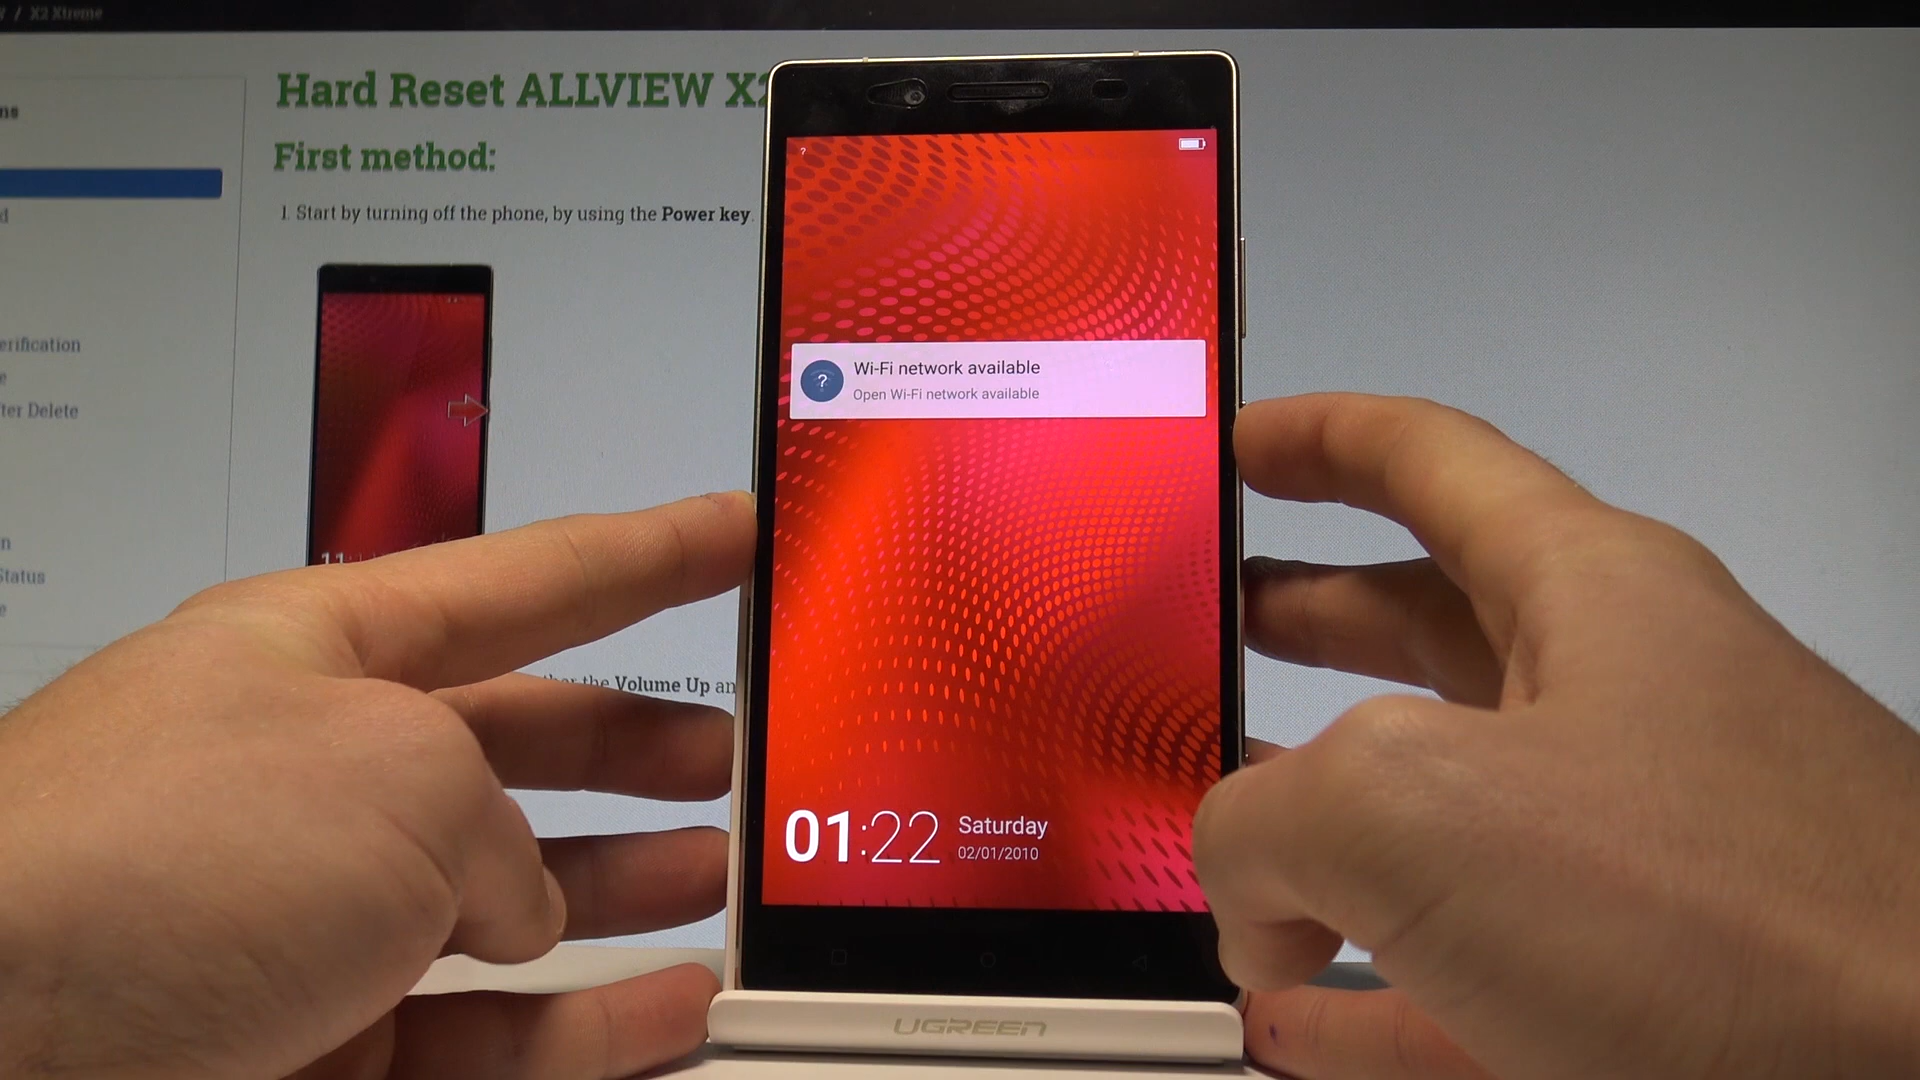 / X2 Xtreme
Hard Reset ALLVIEW X2
First method:
1. Start by turning off the phone, by using the Power key.
erification
ter Delete
Status
the Volume Up an
?
Wi-Fi network available
Open Wi-Fi network available
01:22
Saturday
02/01/2010
UGREEN